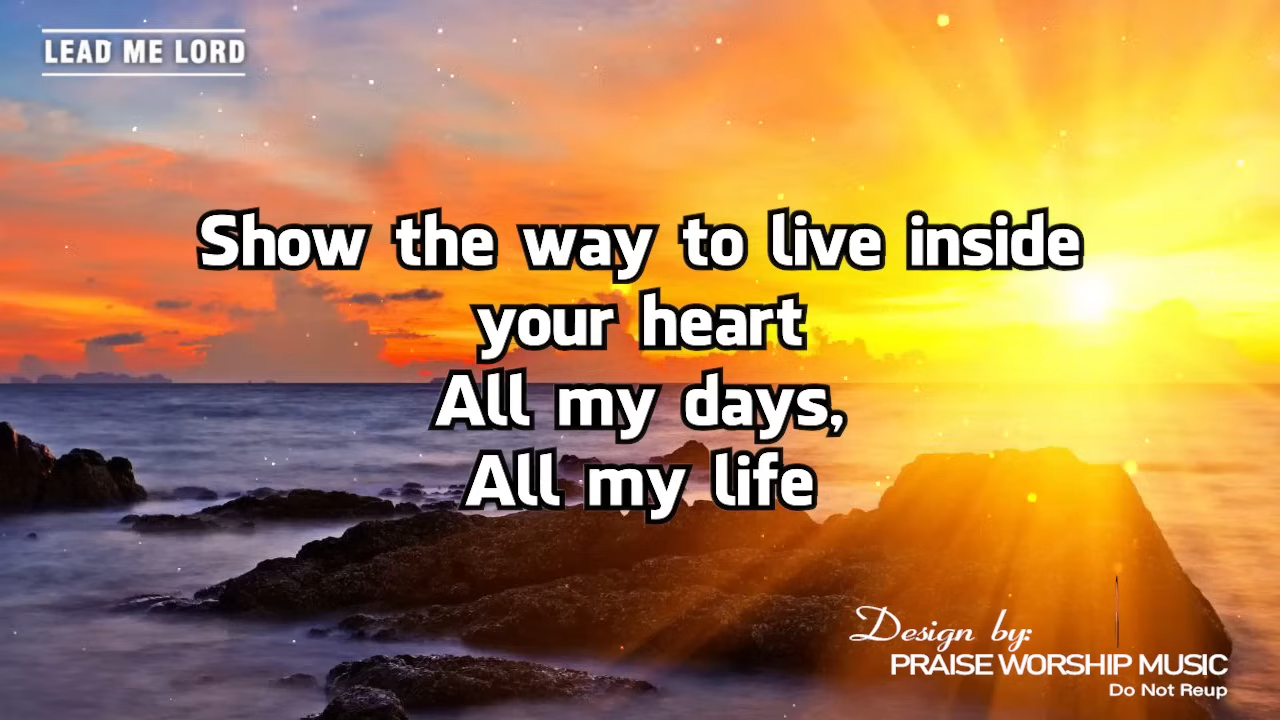 LEAD ME LORD
Show the way to live inside
your heart
All my days,
All my life
Design by:
PRAISE WORSHIP MUSIC
Do Not Reup